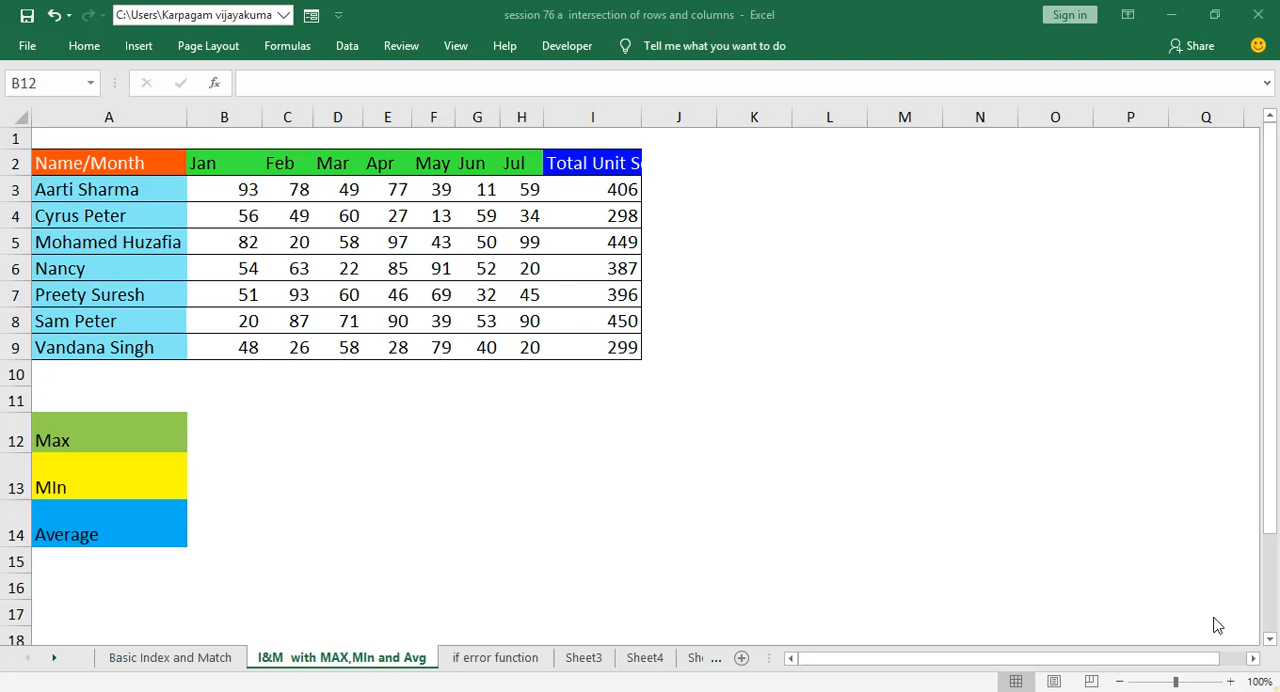 C:\Users\Karpagam vijayakuma
session 76 a intersection of rows and columns - Excel
Sign in
File Home Insert Page Layout Formulas Data Review View Help Developer Tell me what you want to do Share
B12 fx
A B C D E F G H I J K L M N O P Q
1
2 Name/Month Jan Feb Mar Apr May Jun Jul Total Unit S
3 Aarti Sharma 93 78 49 77 39 11 59 406
4 Cyrus Peter 56 49 60 27 13 59 34 298
5 Mohamed Huzafia 82 20 58 97 43 50 99 449
6 Nancy 54 63 22 85 91 52 20 387
7 Preety Suresh 51 93 60 46 69 32 45 396
8 Sam Peter 20 87 71 90 39 53 90 450
9 Vandana Singh 48 26 58 28 79 40 20 299
10
11
12 Max
13 MIn
14 Average
15
16
17
18
Basic Index and Match I&M with MAX,MIn and Avg if error function Sheet3 Sheet4 Sh ...
100%